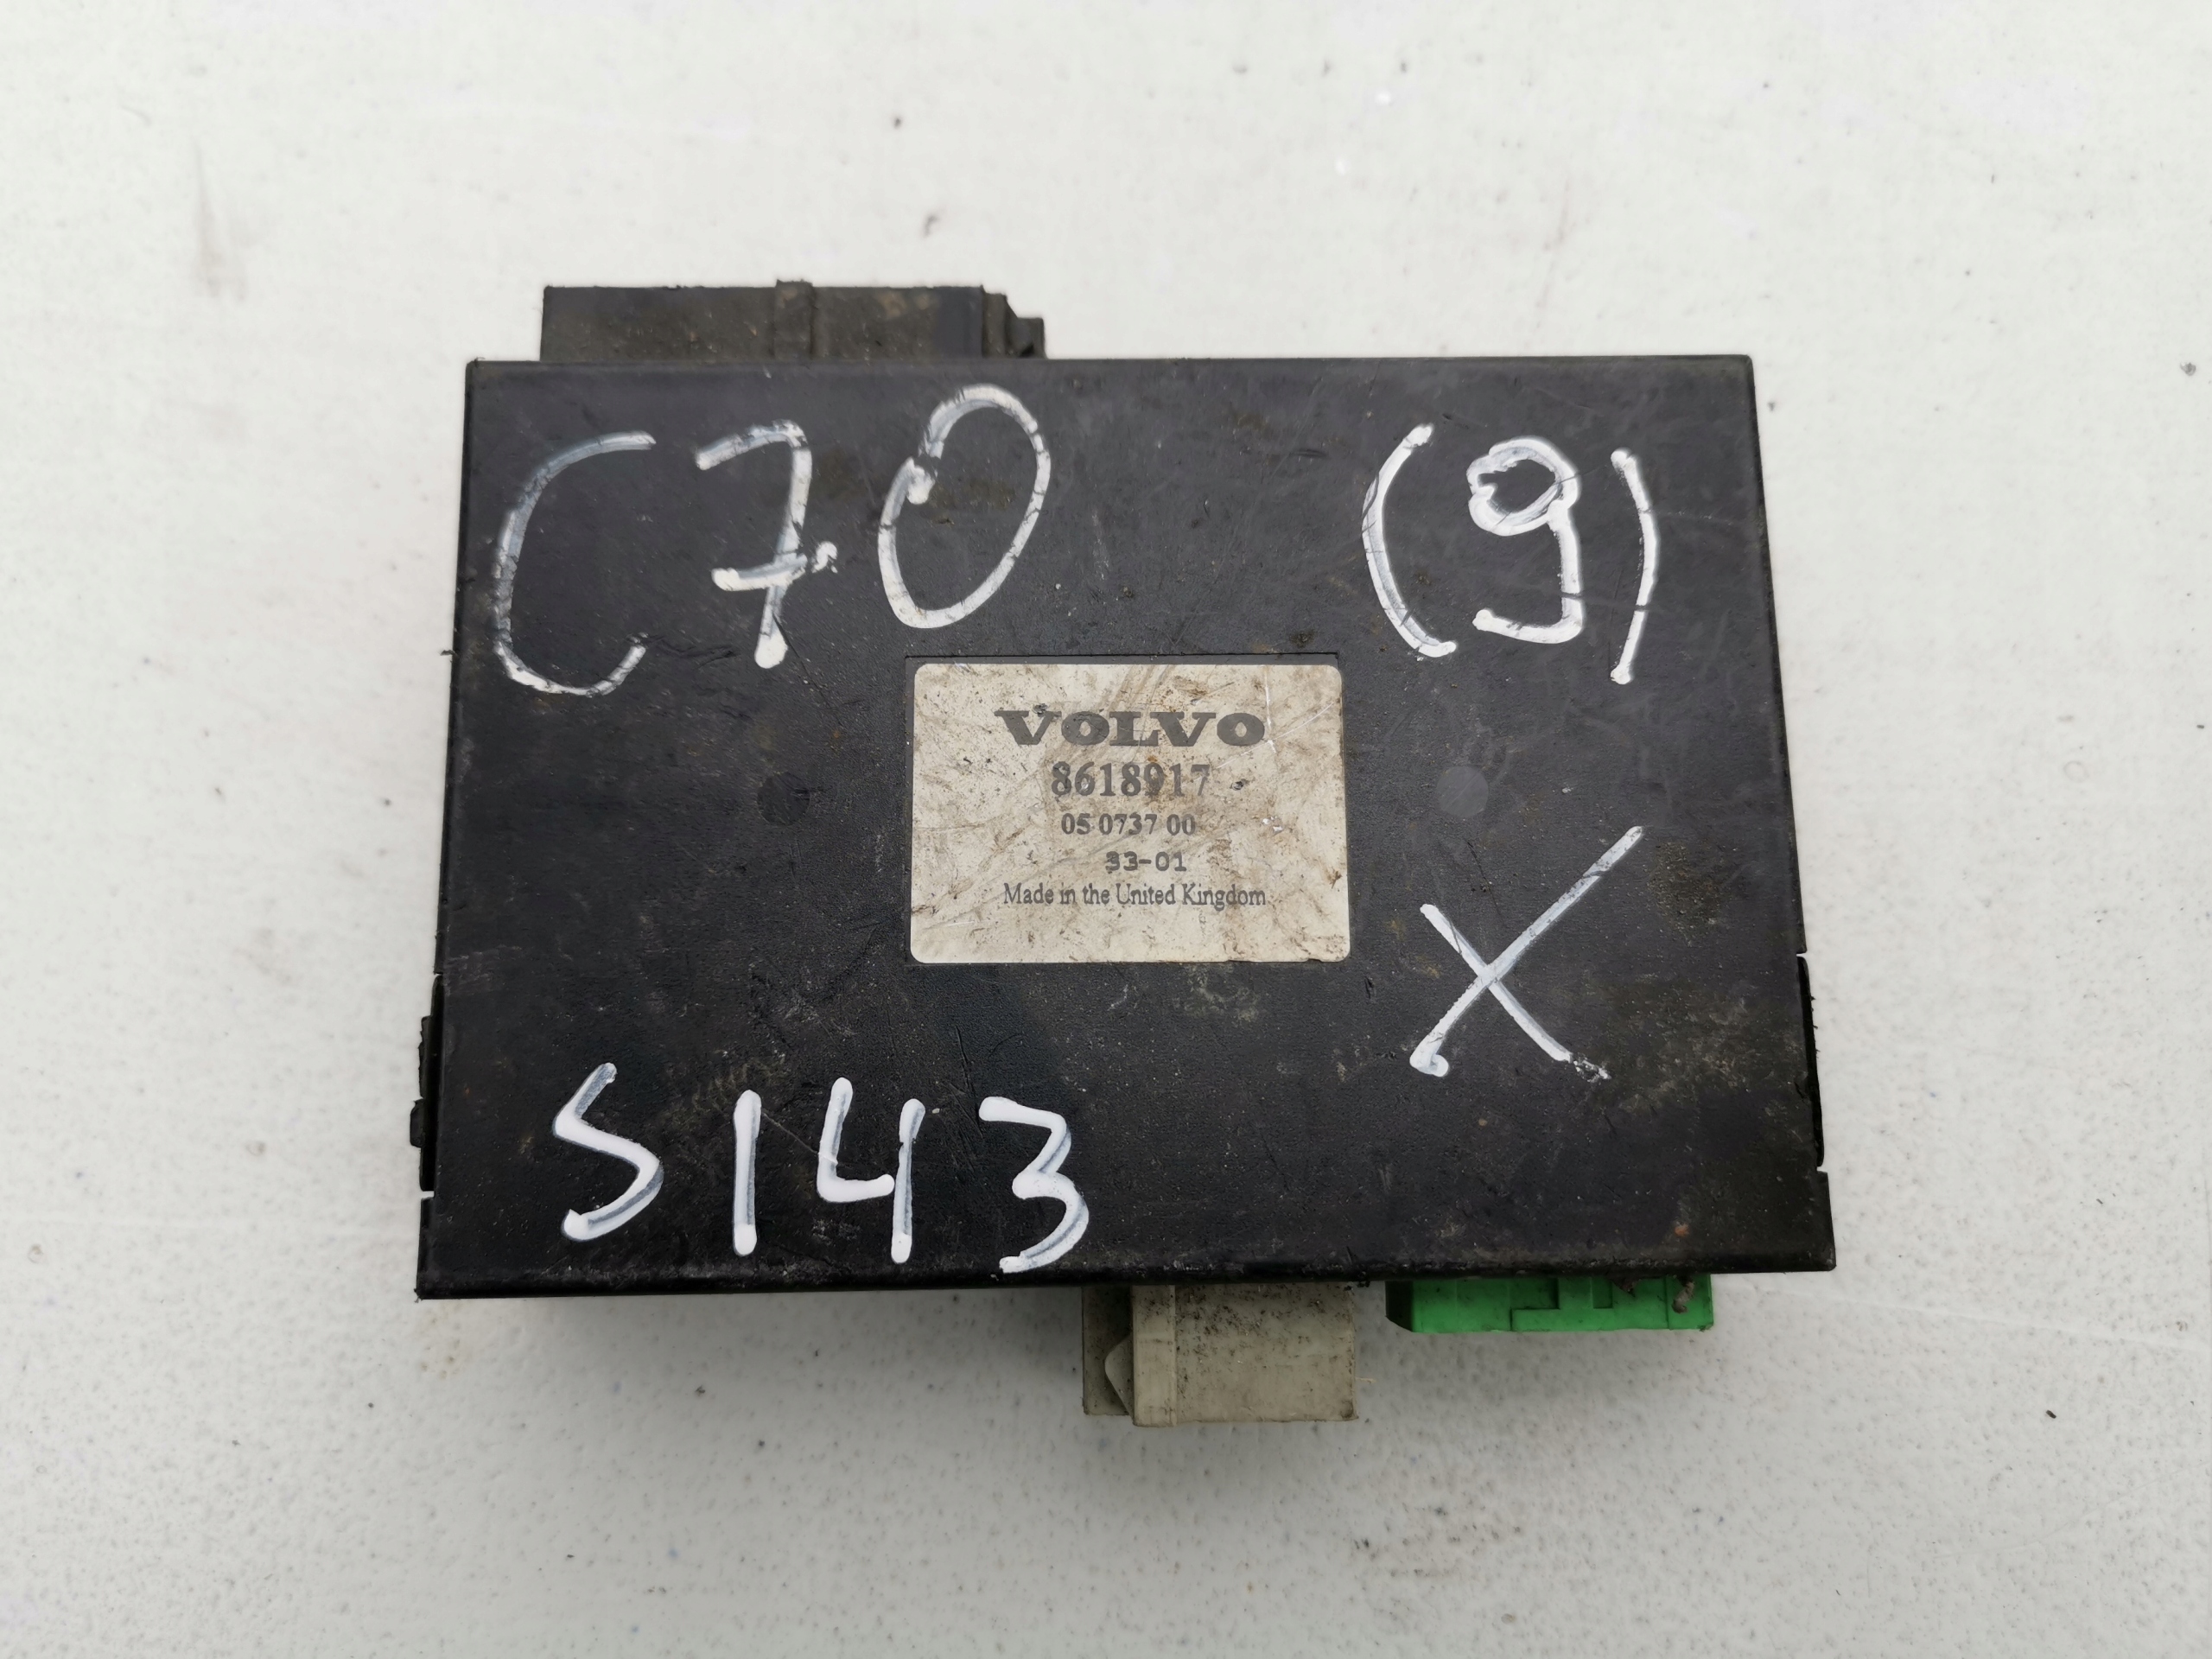 C70 (9)
VOLVO
8618917
05 0737 00
33-01
Made in the United Kingdom
X
S143